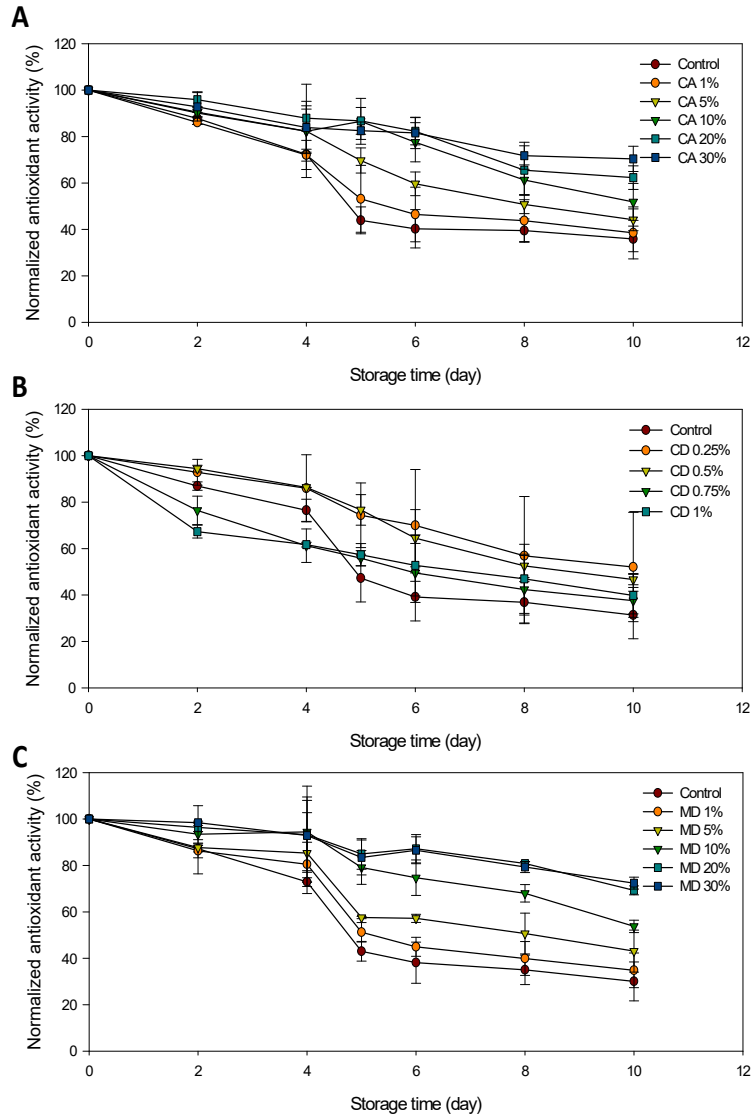 A
Normalized antioxidant activity (%)
120
100
80
60
40
20
0
Control
CA 1%
CA 5%
CA 10%
CA 20%
CA 30%
0 2 4 6 8 10 12
Storage time (day)
B
Normalized antioxidant activity (%)
120
100
80
60
40
20
0
Control
CD 0.25%
CD 0.5%
CD 0.75%
CD 1%
0 2 4 6 8 10 12
Storage time (day)
C
Normalized antioxidant activity (%)
120
100
80
60
40
20
0
Control
MD 1%
MD 5%
MD 10%
MD 20%
MD 30%
0 2 4 6 8 10 12
Storage time (day)